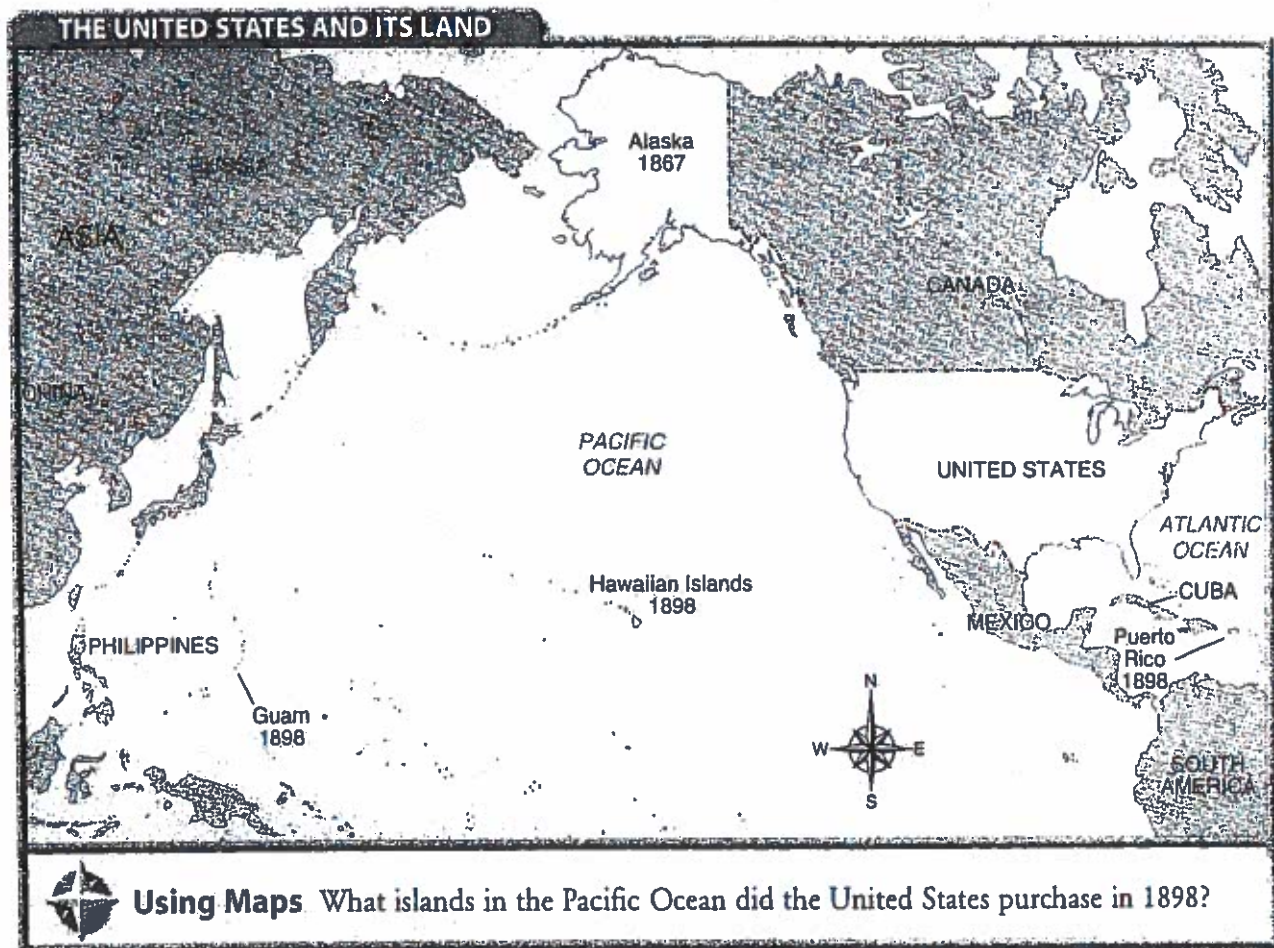 THE UNITED STATES AND ITS LAND
Alaska
1867
ASIA
CANADA
CHINA
PACIFIC
OCEAN
UNITED STATES
ATLANTIC
OCEAN
Hawaiian Islands
1898
CUBA
MEXICO
Puerto
Rico
1898
PHILIPPINES
Guam
1898
N
W
E
S
SOUTH
AMERICA
Using Maps What islands in the Pacific Ocean did the United States purchase in 1898?